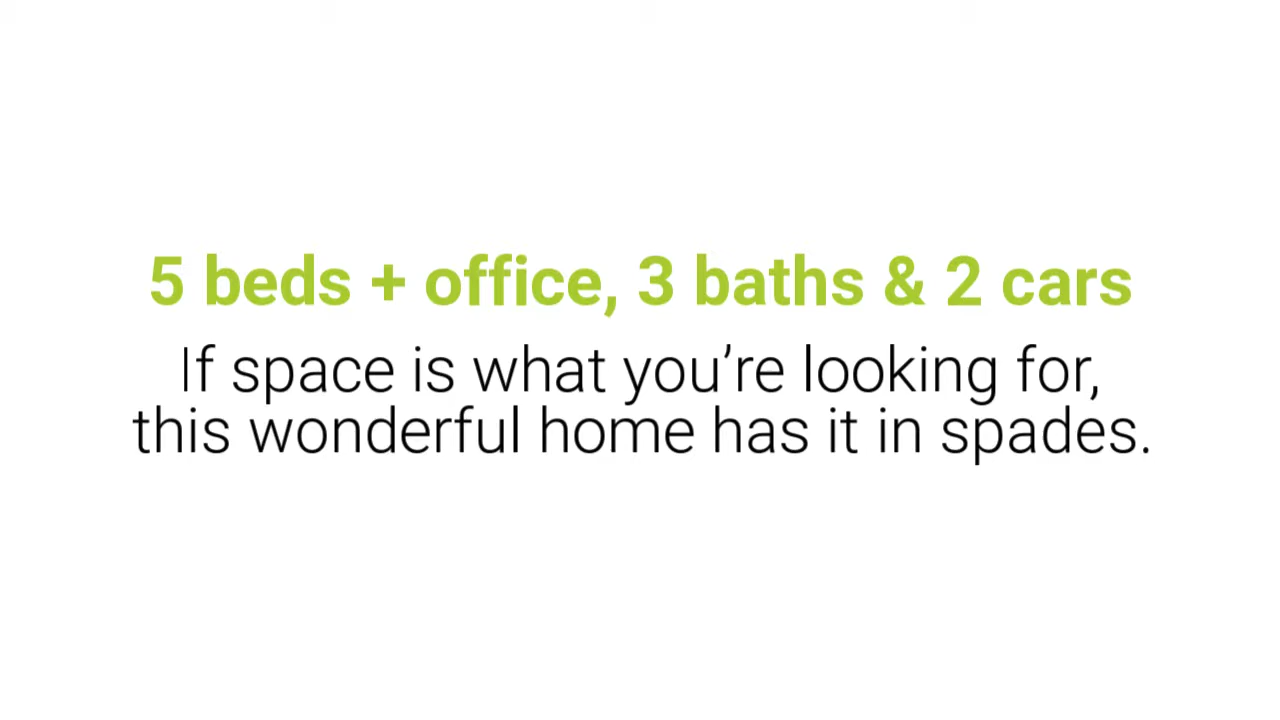 5 beds + office, 3 baths & 2 cars
If space is what you’re looking for,
this wonderful home has it in spades.